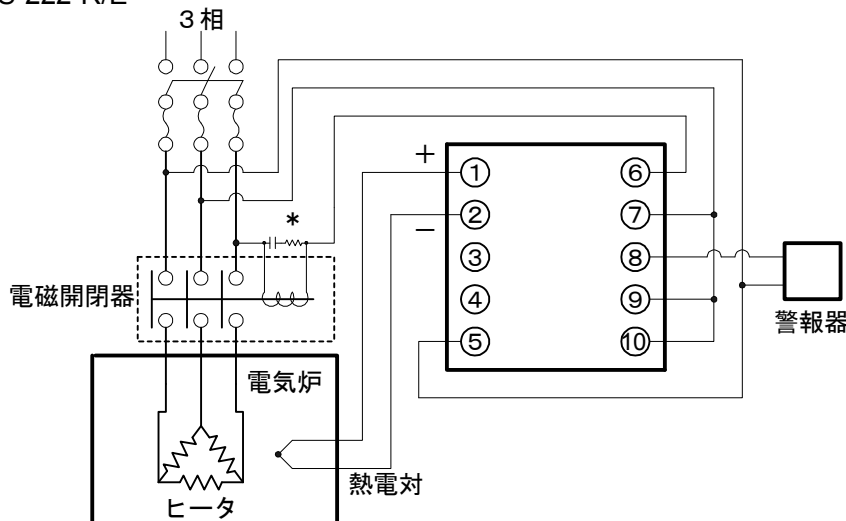 3相
+
①
⑥
*
②
⑦
−
③
⑧
電磁開閉器
④
⑨
警報器
⑤
⑩
電気炉
熱電対
ヒータ